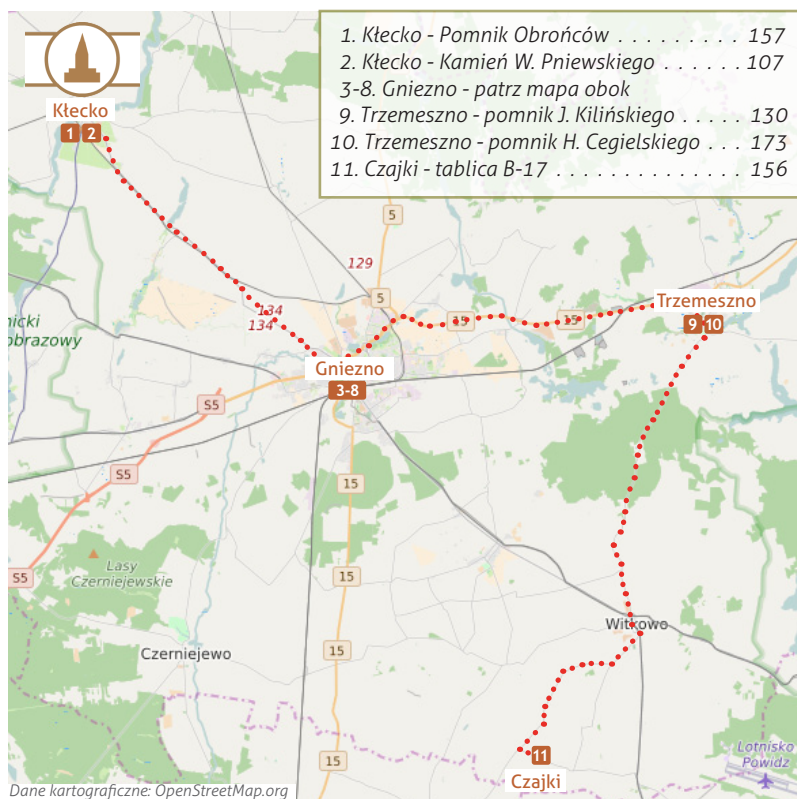 1. Kłecko - Pomnik Obrońców . . . . . . . . . 157
2. Kłecko - Kamień W. Pniewskiego . . . . . 107
3-8. Gniezno - patrz mapa obok
9. Trzemeszno - pomnik J. Kilińskiego . . . . 130
10. Trzemeszno - pomnik H. Cegielskiego . . 173
11. Czajki - tablica B-17 . . . . . . . . . . . . . . 156
Kłecko
1 2
5
129
5
134
134
15
15
Trzemeszno
9 10
nicki
obrazowy
Gniezno
3-8
S5
S5
15
Lasy
Czerniejewskie
S5
15
Witkowo
Czerniejewo
15
11
Czajki
15
Lotnisko
Powidz
Dane kartograficzne: OpenStreetMap.org